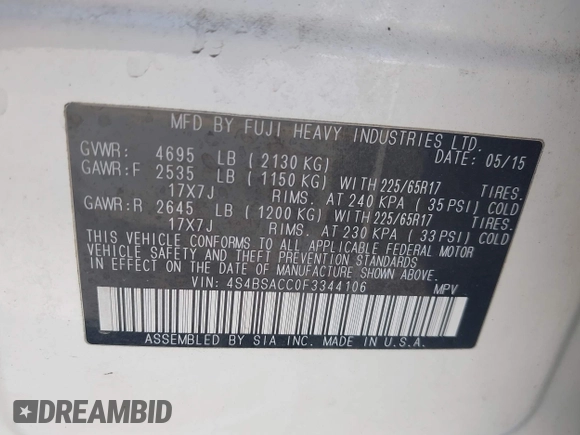 MFD BY FUJI HEAVY INDUSTRIES LTD.
GVWR: 4695 LB (2130 KG) DATE: 05/15
GAWR:F 2535 LB (1150 KG) WITH 225/65R17 TIRES.
17X7J RIMS. AT 240 KPA (35 PSI) COLD
GAWR:R 2645 LB (1200 KG) WITH 225/65R17 TIRES.
17X7J RIMS. AT 230 KPA (33 PSI) COLD
THIS VEHICLE CONFORMS TO ALL APPLICABLE FEDERAL MOTOR
VEHICLE SAFETY AND THEFT PREVENTION STANDARDS
IN EFFECT ON THE DATE OF MANUFACTURE SHOWN ABOVE.
VIN: 4S4BSACC0F3344106 MPV
ASSEMBLED BY SIA INC. MADE IN U.S.A.
DREAMBID